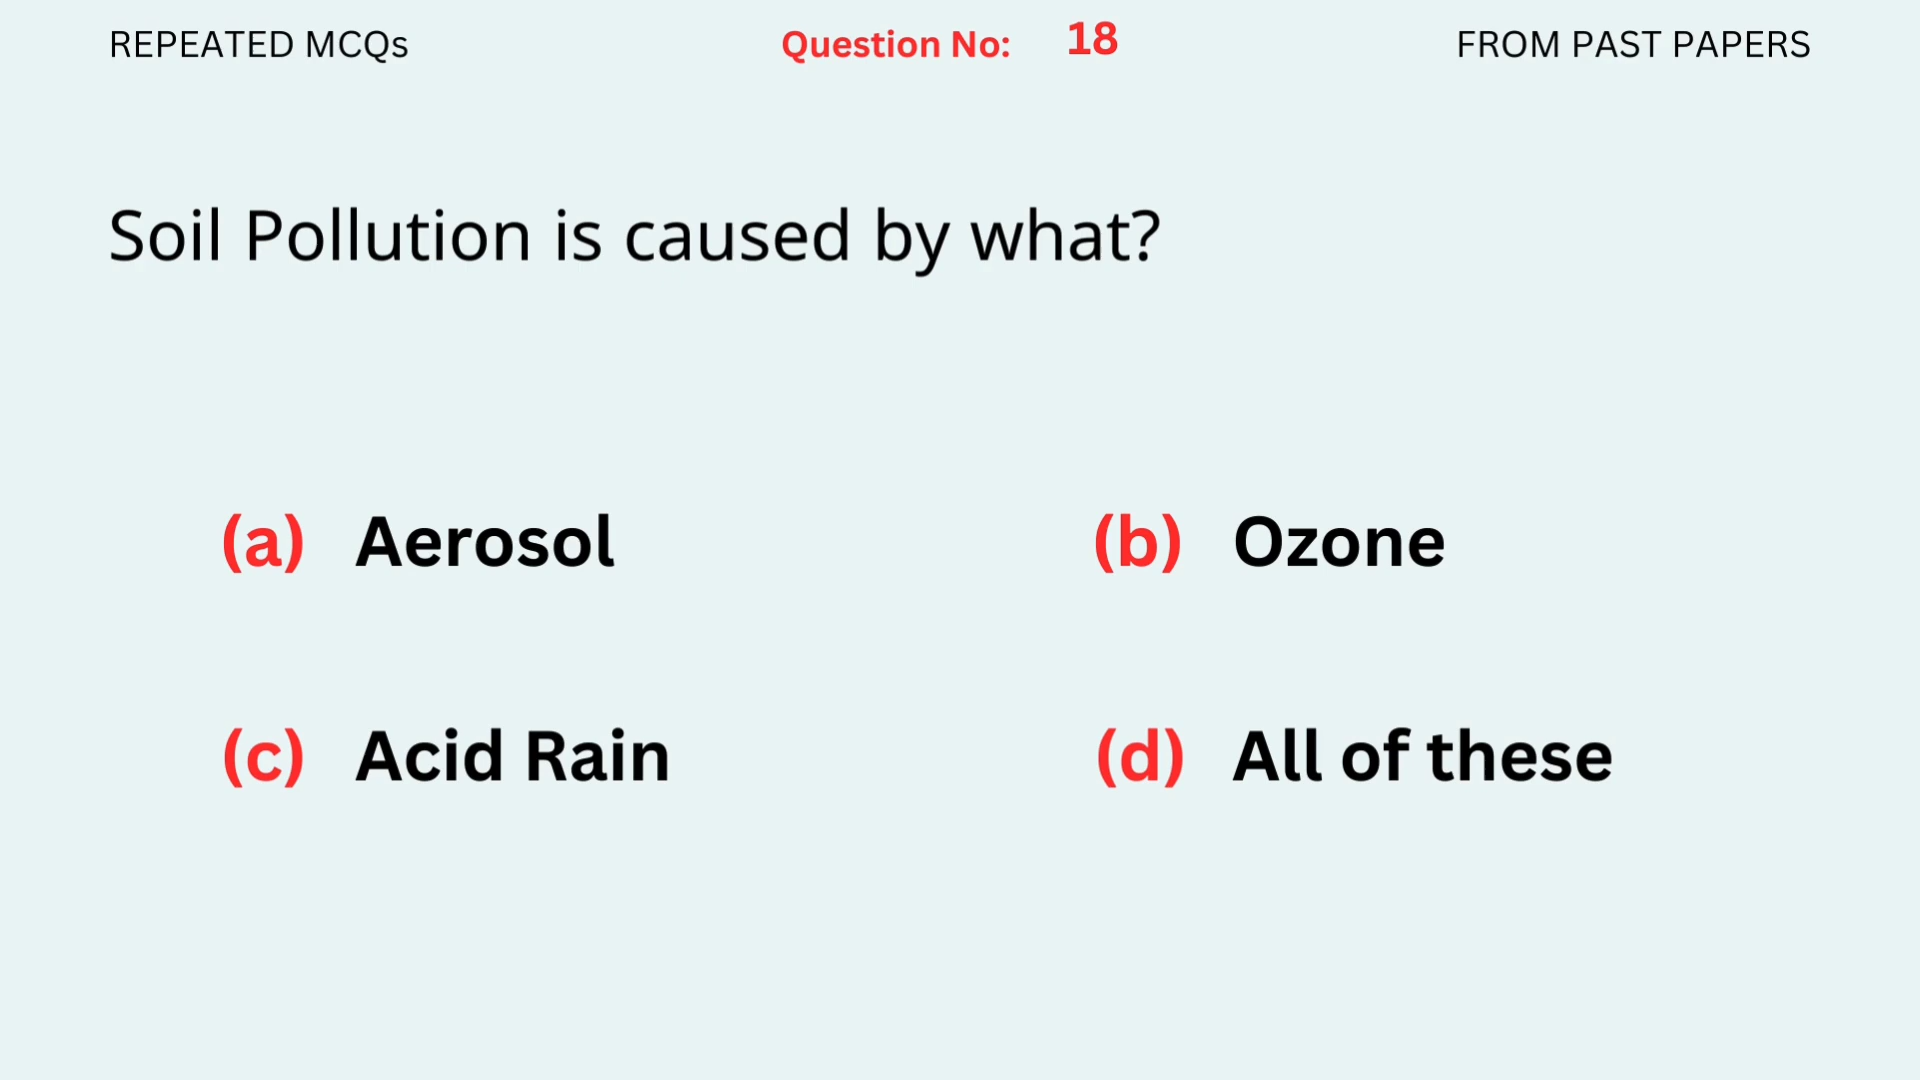 REPEATED MCQs
Question No: 18
FROM PAST PAPERS
Soil Pollution is caused by what?
(a) Aerosol
(b) Ozone
(c) Acid Rain
(d) All of these